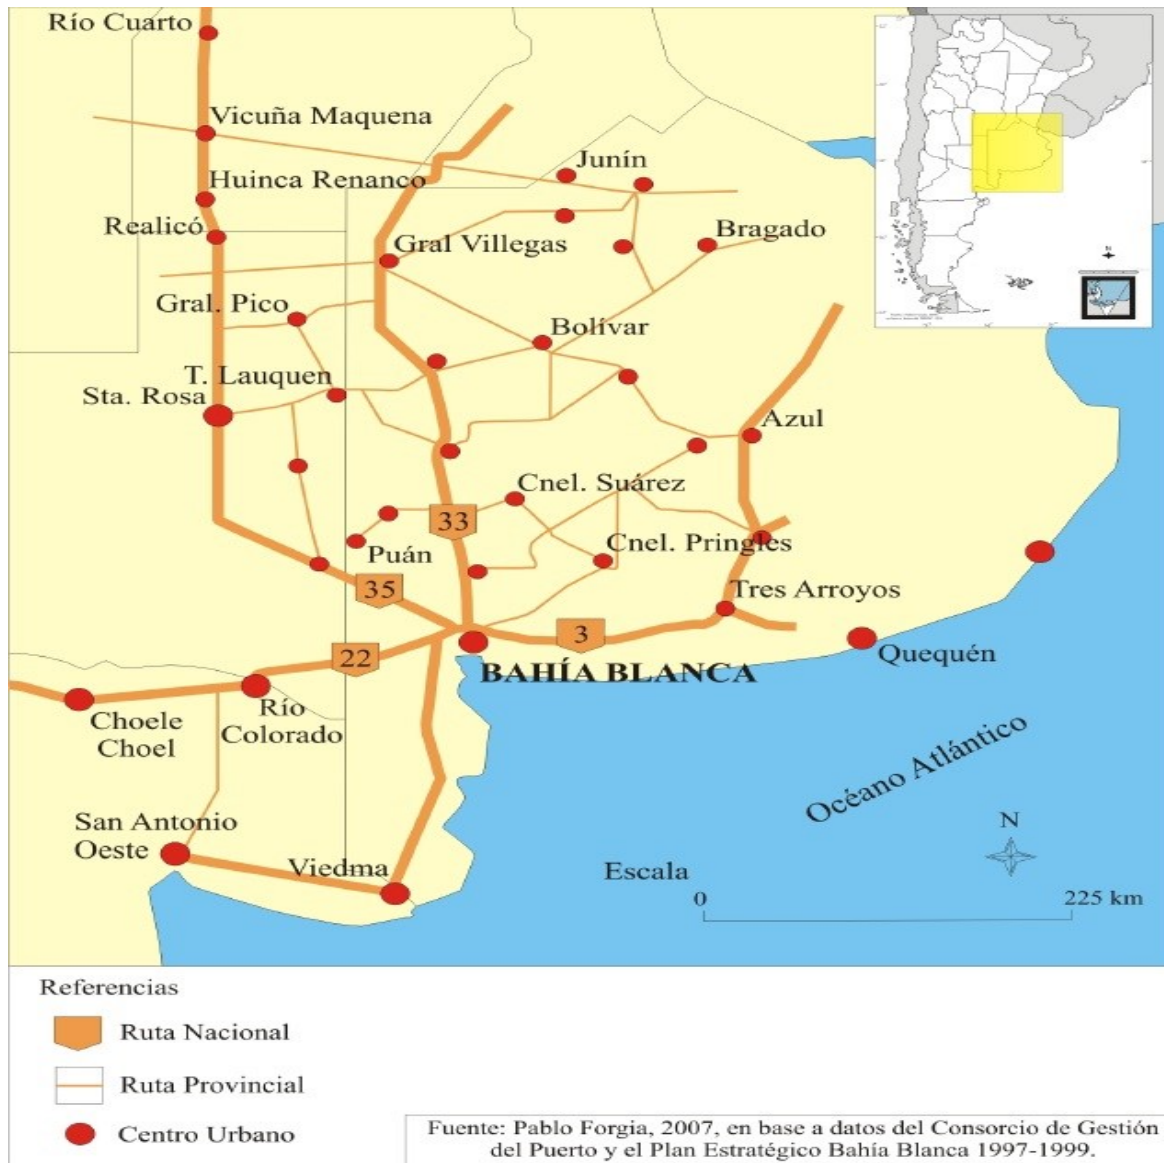 Río Cuarto
Vicuña Maquena
Huinca Renanco
Realicó
Junín
Bragado
Gral Villegas
Gral. Pico
Bolívar
T. Lauquen
Sta. Rosa
Azul
Cnel. Suárez
33
Puán
Cnel. Pringles
35
Tres Arroyos
3
22
Quequén
BAHÍA BLANCA
Choele
Choel
Río
Colorado
Océano Atlántico
San Antonio
Oeste
Viedma
N
Escala
0
225 km
Referencias
Ruta Nacional
Ruta Provincial
Centro Urbano
Fuente: Pablo Forgia, 2007, en base a datos del Consorcio de Gestión
del Puerto y el Plan Estratégico Bahía Blanca 1997-1999.